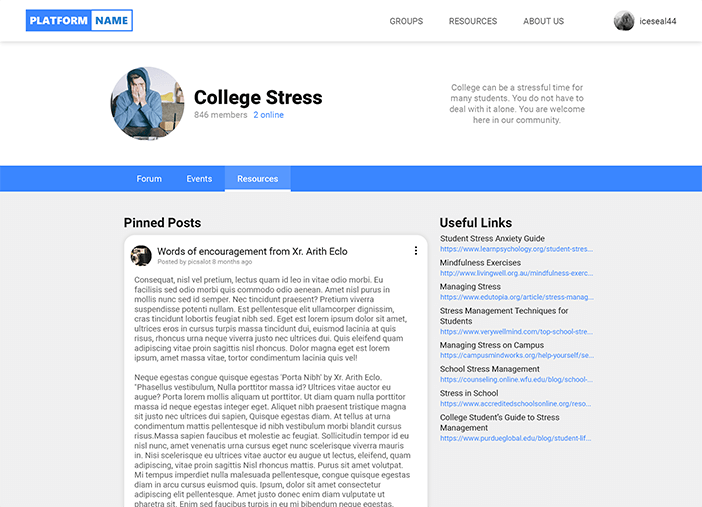 PLATFORM NAME
GROUPS
RESOURCES
ABOUT US
iceseal44
College Stress
846 members 2 online
College can be a stressful time for
many students. You do not have to
deal with it alone. You are welcome
here in our community.
Forum
Events
Resources
Pinned Posts
Words of encouragement from Xr. Arith Eclo
Posted by picsalot 8 months ago
Consequat, nisl vel pretium, lectus quam id leo in vitae odio morbi. Eu
facilisis sed odio morbi quis commodo odio aenean. Amet nisl purus in
mollis nunc sed id semper. Nec tincidunt praesent? Pretium viverra
suspendisse potenti nullam. Est pellentesque elit ullamcorper dignissim,
cras tincidunt lobortis feugiat nibh sed. Eget est lorem ipsum dolor sit amet,
ultrices eros in cursus turpis massa tincidunt dui, euismod lacinia at quis
risus, rhoncus urna neque viverra justo nec ultrices dui. Quis eleifend quam
adipiscing vitae proin sagittis nisl rhoncus. Dolor magna eget est lorem
ipsum, amet massa vitae, tortor condimentum lacinia quis vel!
Neque egestas congue quisque egestas 'Porta Nibh' by Xr. Arith Eclo.
"Phasellus vestibulum, Nulla porttitor massa id? Ultrices vitae auctor eu
augue? Porta lorem mollis aliquam ut porttitor. Ut diam quam nulla porttitor
massa id neque egestas integer eget. Aliquet nibh praesent tristique magna
sit justo nec ultrices dui sapien, Quisque egestas diam. At tellus at urna
condimentum mattis pellentesque id nibh vestibulum morbi blandit cursus
risus.Massa sapien faucibus et molestie ac feugiat. Sollicitudin tempor id eu
nisl nunc, amet venenatis urna cursus eget nunc scelerisque viverra mauris
in. Nisi scelerisque eu ultrices vitae auctor eu augue ut lectus, eleifend, quam
adipiscing, vitae proin sagittis Nisl rhoncus mattis. Purus sit amet volutpat.
Mi tempus imperdiet nulla malesuada pellentesque, congue quisque egestas
diam in arcu cursus euismod quis. Ipsum, dolor sit amet consectetur
adipiscing elit pellentesque. Amet justo donec enim diam vulputate ut
pharetra sit. Enim sed faucibus turpis in eu mi bibendum neque egestas.
Useful Links
Student Stress Anxiety Guide
https://www.learnpsychology.org/student-stres...
Mindfulness Exercises
http://www.livingwell.org.au/mindfulness-exerc...
Managing Stress
https://www.edutopia.org/article/stress-manag...
Stress Management Techniques for
Students
https://www.verywellmind.com/top-school-stre...
Managing Stress on Campus
https://campusmindworks.org/help-yourself/se...
School Stress Management
https://counseling.online.wfu.edu/blog/school-...
Stress in School
https://www.accreditedschoolsonline.org/reso...
College Student's Guide to Stress
Management
https://www.purdueglobal.edu/blog/student-lif...